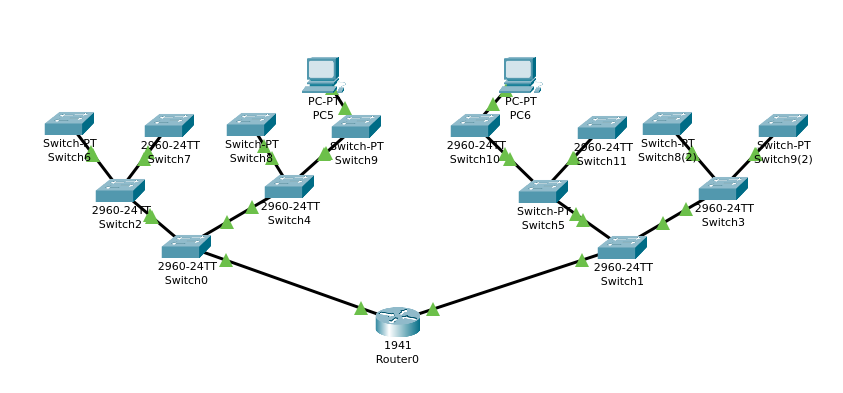 PC-PT
PC5
PC-PT
PC6
Switch-PT
Switch6
2960-24TT
Switch7
Switch-PT
Switch8
Switch-PT
Switch9
2960-24TT
Switch10
2960-24TT
Switch11
Switch-PT
Switch8(2)
Switch-PT
Switch9(2)
2960-24TT
Switch2
2960-24TT
Switch4
Switch-PT
Switch5
2960-24TT
Switch3
2960-24TT
Switch0
2960-24TT
Switch1
1941
Router0